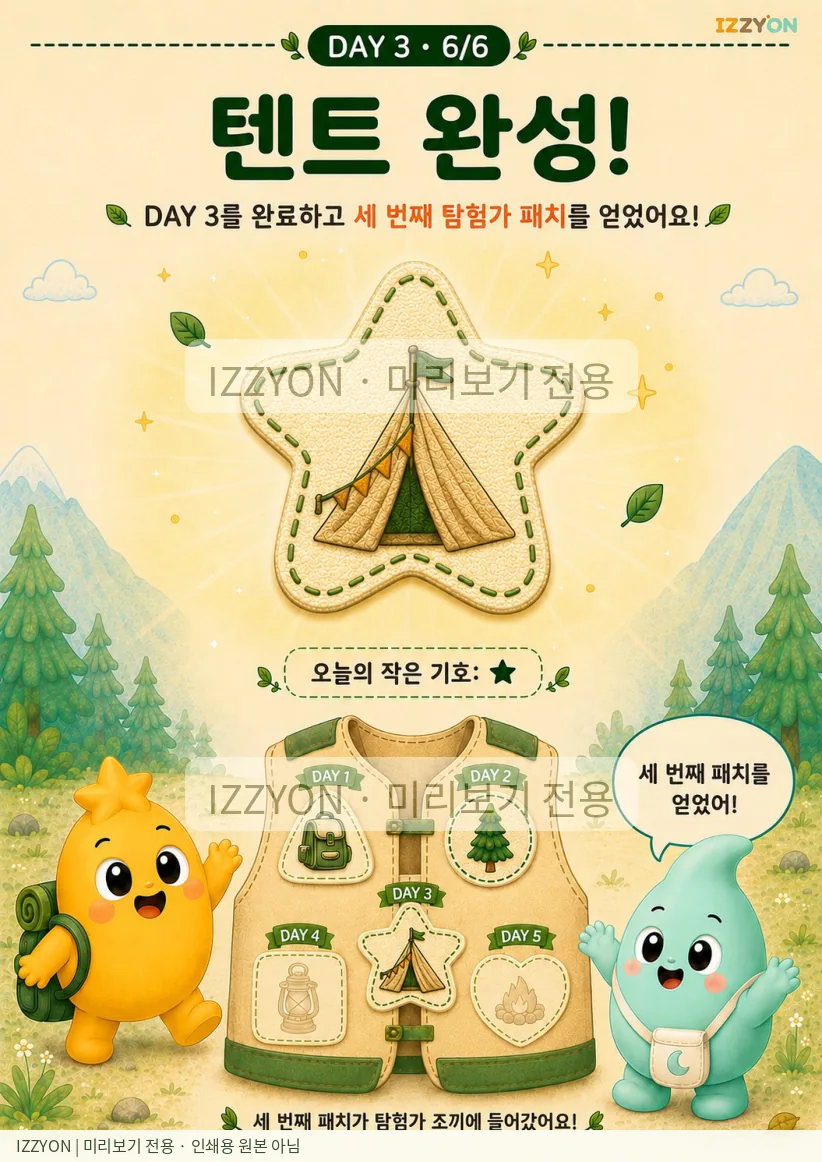 IZZYON
DAY 3 · 6/6
텐트 완성!
DAY 3를 완료하고 세 번째 탐험가 패치를 얻었어요!
IZZYON · 미리보기 전용
오늘의 작은 기호: ★
세 번째 패치를
얻었어!
DAY 1
DAY 2
IZZYON · 미리보기 전용
DAY 3
DAY 4
DAY 5
세 번째 패치가 탐험가 조끼에 들어갔어요!
IZZYON | 미리보기 전용 · 인쇄용 원본 아님